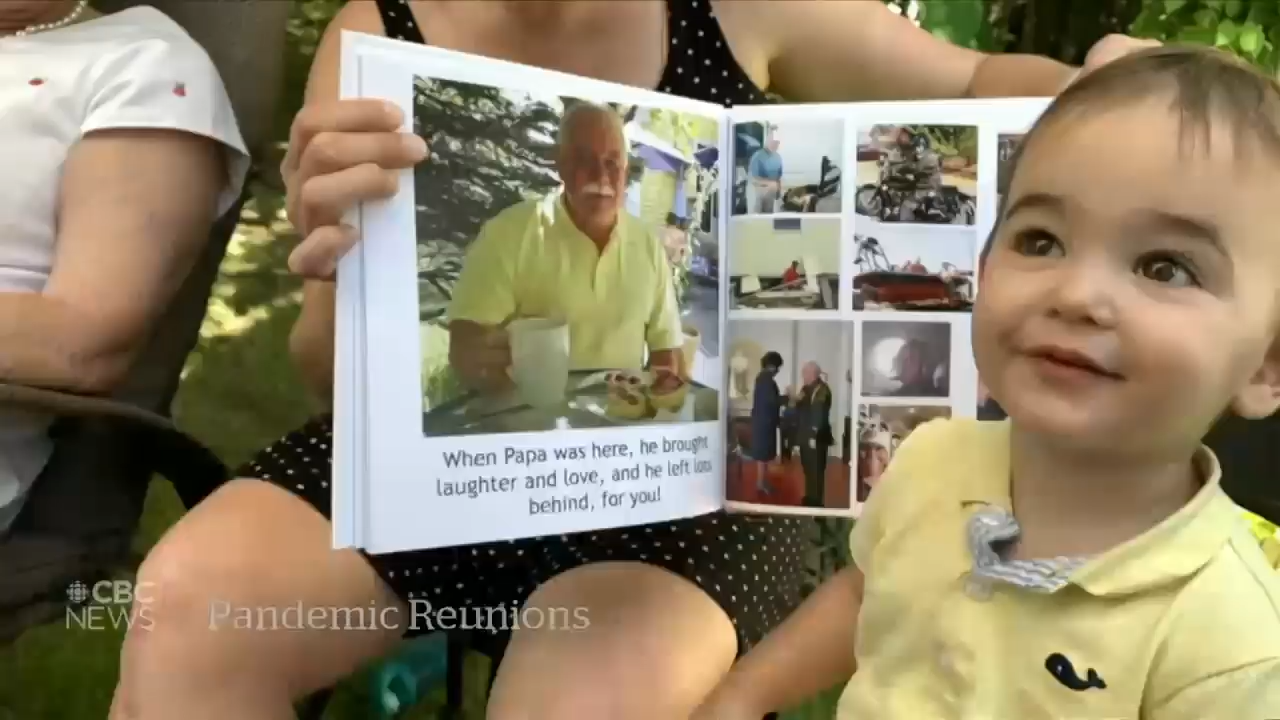 When Papa was here, he brought
laughter and love, and he left lots
behind, for you!
CBC
NEWS
Pandemic Reunions